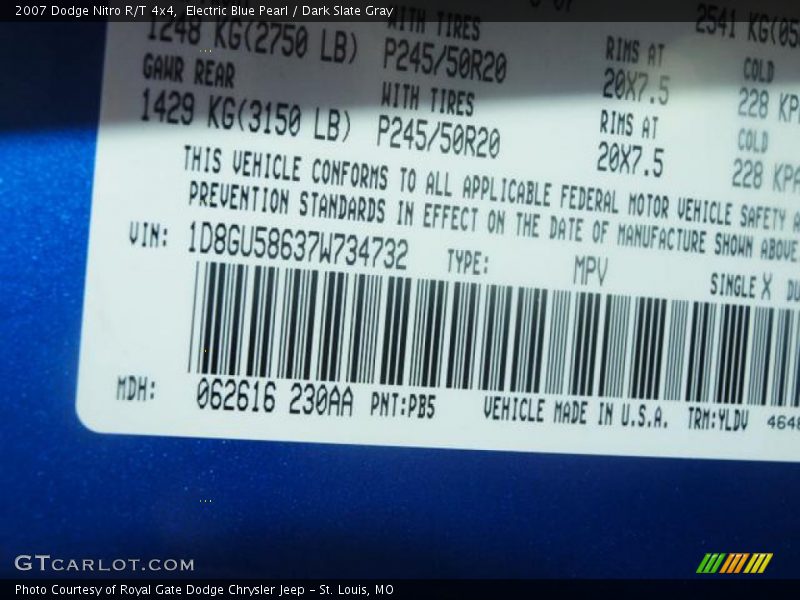 2007 Dodge Nitro R/T 4x4,  Electric Blue Pearl / Dark Slate Gray
1248 KG(2750 LB) WITH TIRES P245/50R20 RIMS AT 20X7.5 COLD 228 KP
2541 KG(05
GAWR REAR WITH TIRES RIMS AT COLD
1429 KG(3150 LB) P245/50R20 20X7.5 228 KPA
THIS VEHICLE CONFORMS TO ALL APPLICABLE FEDERAL MOTOR VEHICLE SAFETY A
PREVENTION STANDARDS IN EFFECT ON THE DATE OF MANUFACTURE SHOWN ABOVE
VIN: 1D8GU58637W734732 TYPE: MPV SINGLE X DU
MDH: 062616 230AA PNT:PB5 VEHICLE MADE IN U.S.A. TRM:YLDV 4648
GTCARLOT.COM
Photo Courtesy of Royal Gate Dodge Chrysler Jeep - St. Louis, MO